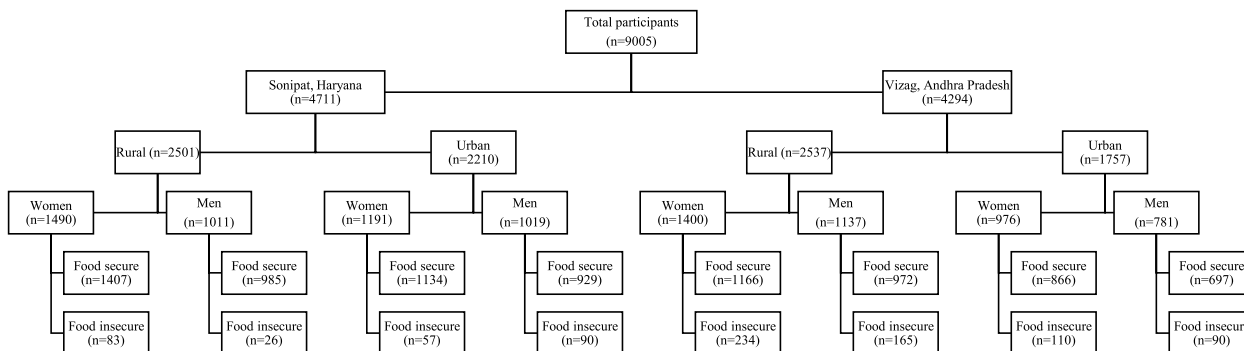 Total participants
(n=9005)
Sonipat, Haryana
(n=4711)
Vizag, Andhra Pradesh
(n=4294)
Rural (n=2501)
Urban
(n=2210)
Rural (n=2537)
Urban
(n=1757)
Women
(n=1490)
Men
(n=1011)
Women
(n=1191)
Men
(n=1019)
Women
(n=1400)
Men
(n=1137)
Women
(n=976)
Men
(n=781)
Food secure
(n=1407)
Food secure
(n=985)
Food secure
(n=1134)
Food secure
(n=929)
Food secure
(n=1166)
Food secure
(n=972)
Food secure
(n=866)
Food secure
(n=697)
Food insecure
(n=83)
Food insecure
(n=26)
Food insecure
(n=57)
Food insecure
(n=90)
Food insecure
(n=234)
Food insecure
(n=165)
Food insecure
(n=110)
Food insecure
(n=90)